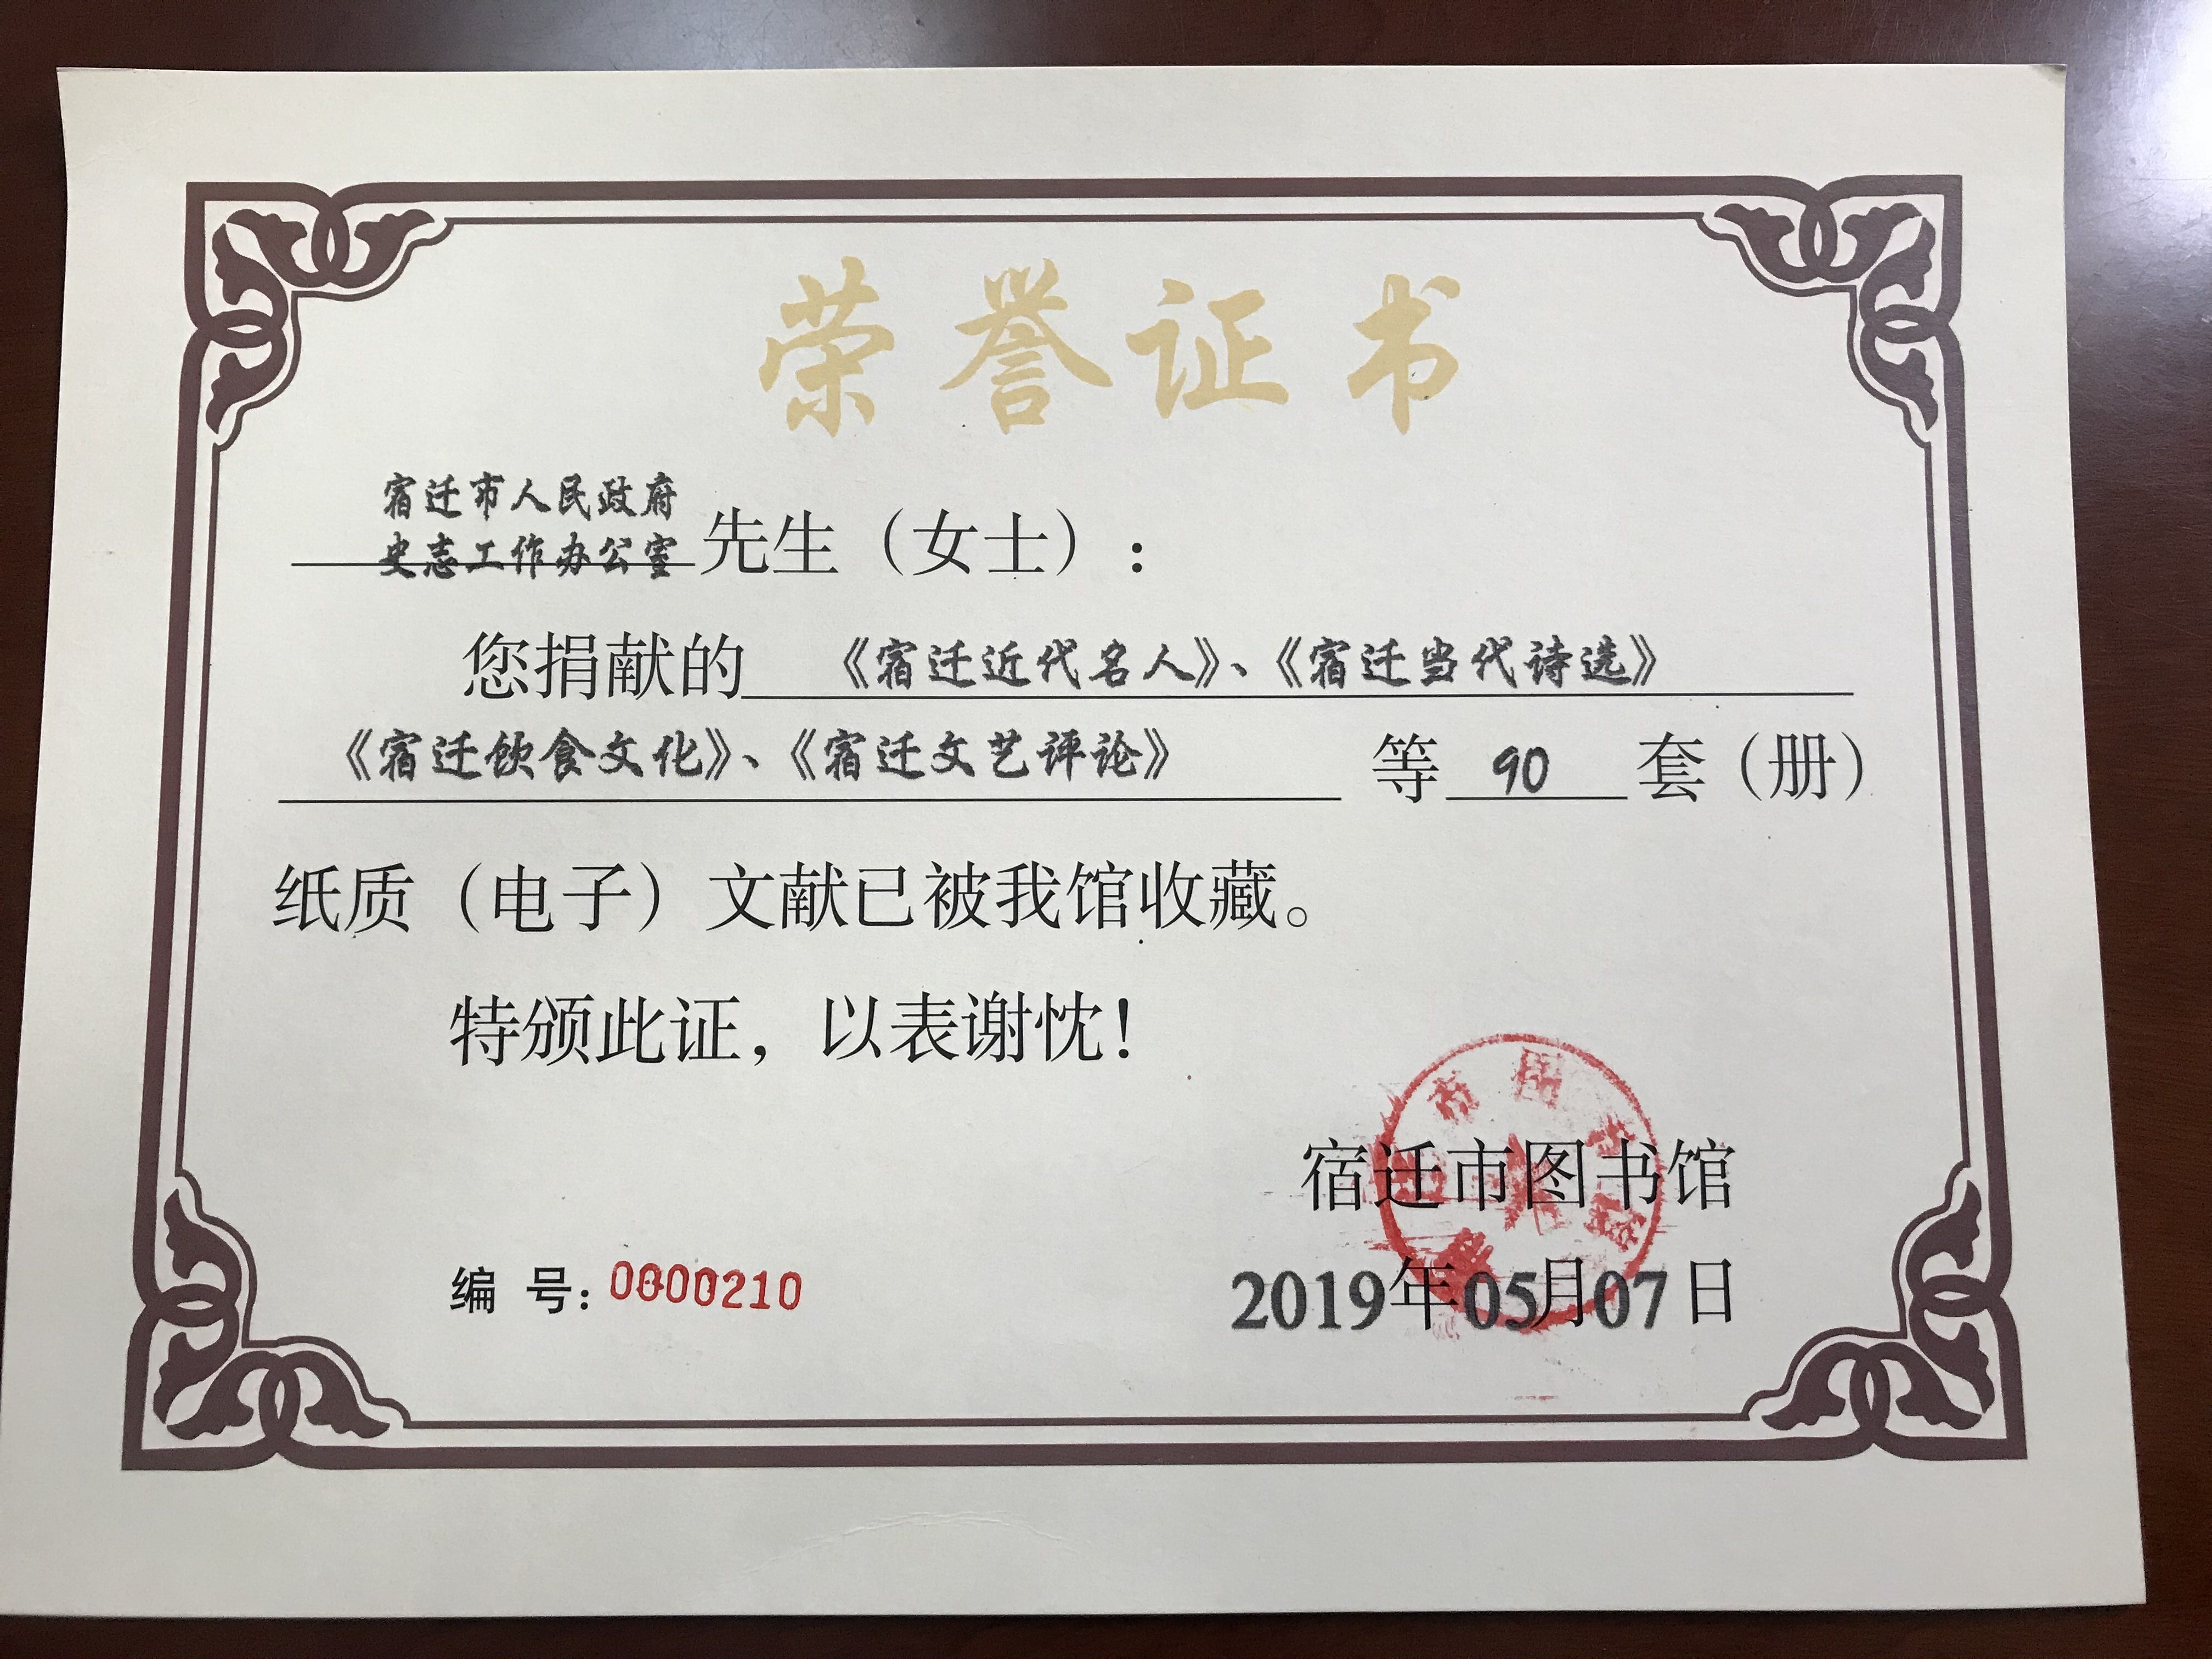 荣誉证书
宿迁市人民政府
史志工作办公室 先生（女士）:
您捐献的 《宿迁近代名人》、《宿迁当代诗选》
《宿迁饮食文化》、《宿迁文艺评论》 等 90 套（册）
纸质（电子）文献已被我馆收藏。
特颁此证，以表谢忱！
宿迁市图书馆
编 号: 0000210
2019年05月07日